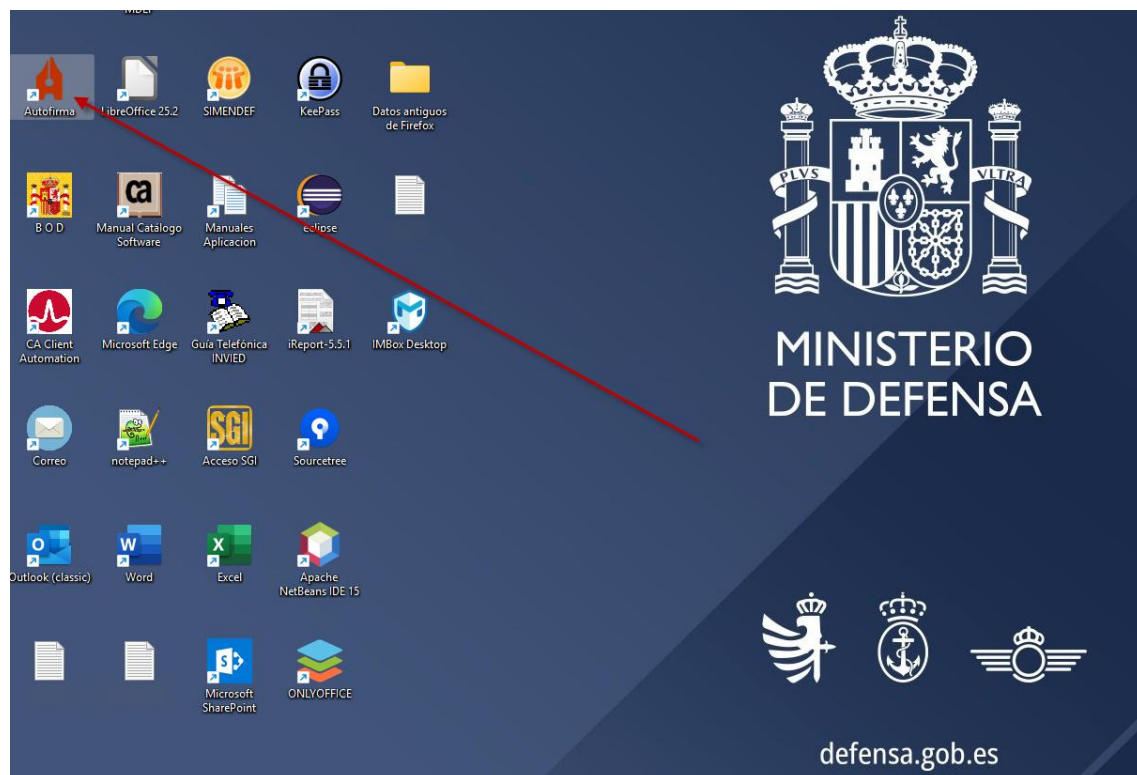 Autofirma
LibreOffice 25.2
SIMENDEF
KeePass
Datos antiguos
de Firefox
B O D
ca
Manual Catálogo
Software
Manuales
Aplicacion
eclipse
CA Client
Automation
Microsoft Edge
Guía Telefónica
INVIED
iReport-5.5.1
IMBox Desktop
Correo
notepad++
SGI
Acceso SGI
Sourcetree
O
Outlook (classic)
W
Word
X
Excel
Apache
NetBeans IDE 15
S
Microsoft
SharePoint
ONLYOFFICE
PLVS
VLTRA
MINISTERIO
DE DEFENSA
defensa.gob.es